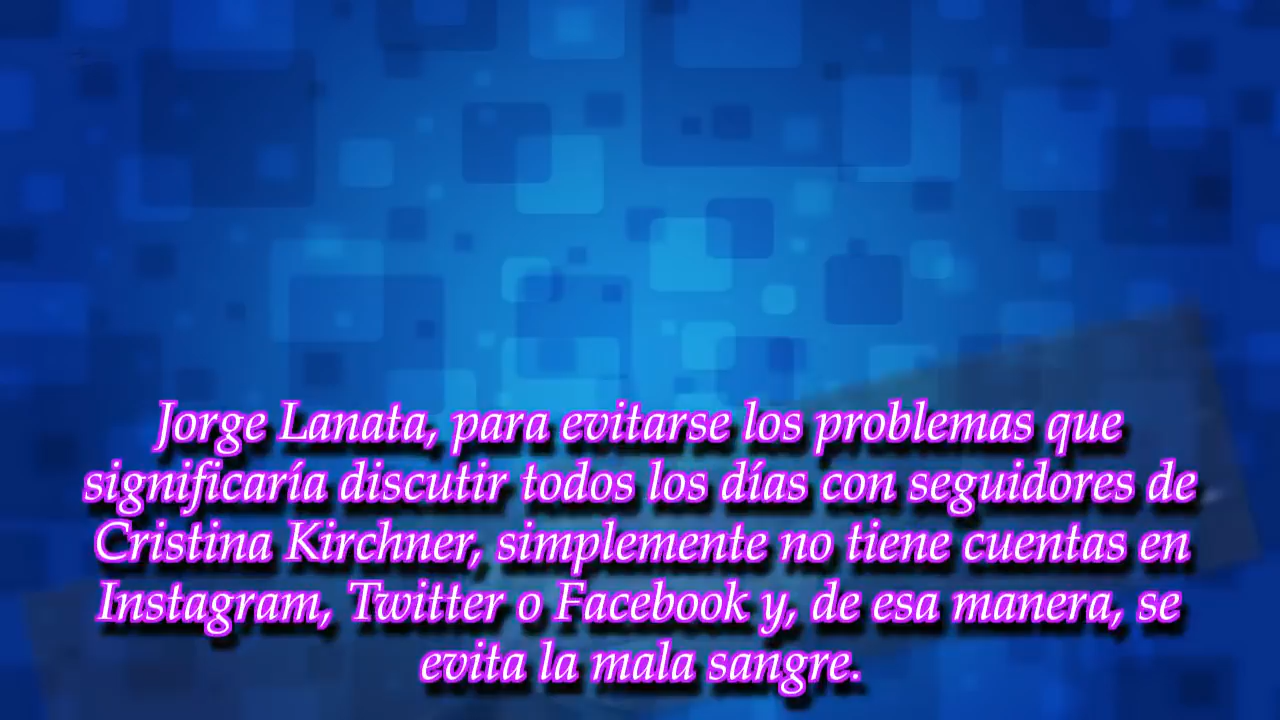 Jorge Lanata, para evitarse los problemas que
significaría discutir todos los días con seguidores de
Cristina Kirchner, simplemente no tiene cuentas en
Instagram, Twitter o Facebook y, de esa manera, se
evita la mala sangre.